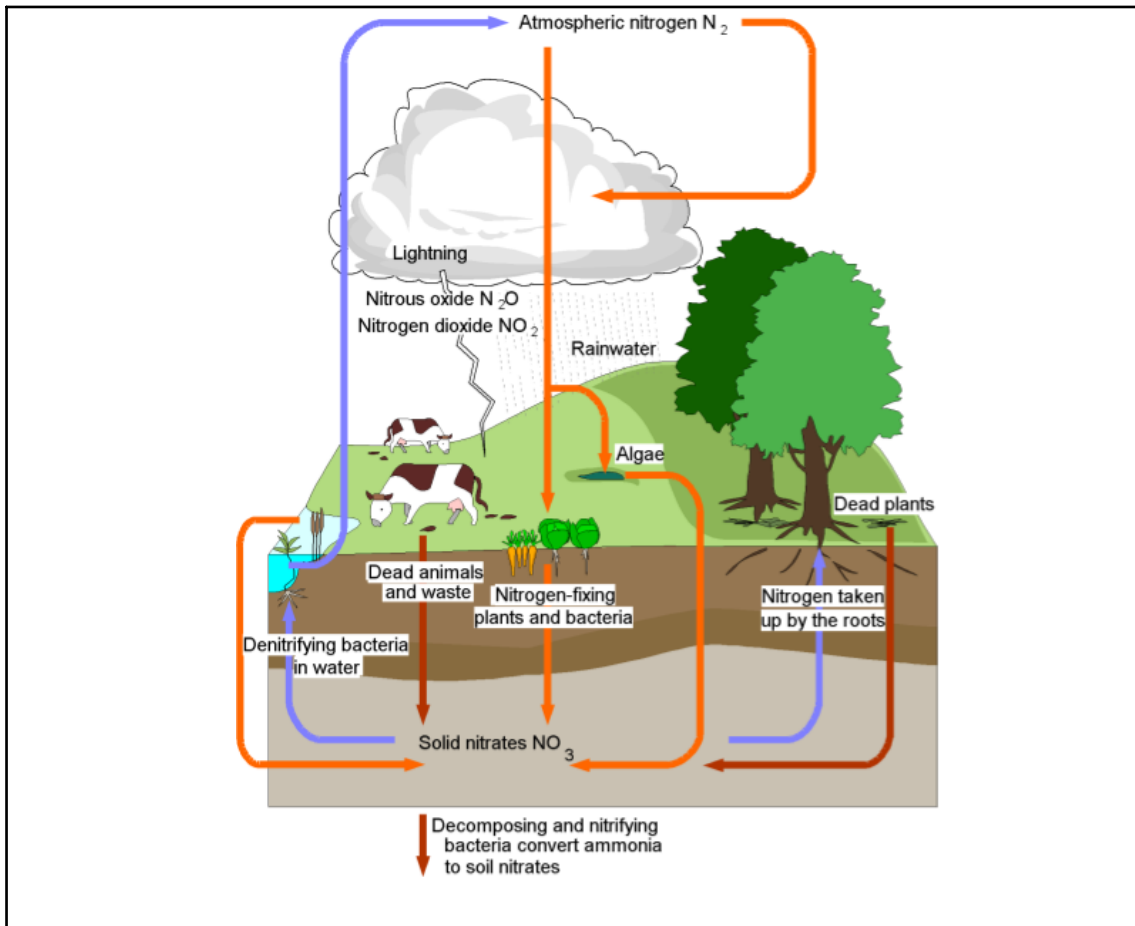 Atmospheric nitrogen N2
Lightning
Nitrous oxide N2O
Nitrogen dioxide NO2
Rainwater
Algae
Dead plants
Dead animals
and waste
Nitrogen-fixing
plants and bacteria
Nitrogen taken
up by the roots
Denitrifying bacteria
in water
Solid nitrates NO3
Decomposing and nitrifying
bacteria convert ammonia
to soil nitrates